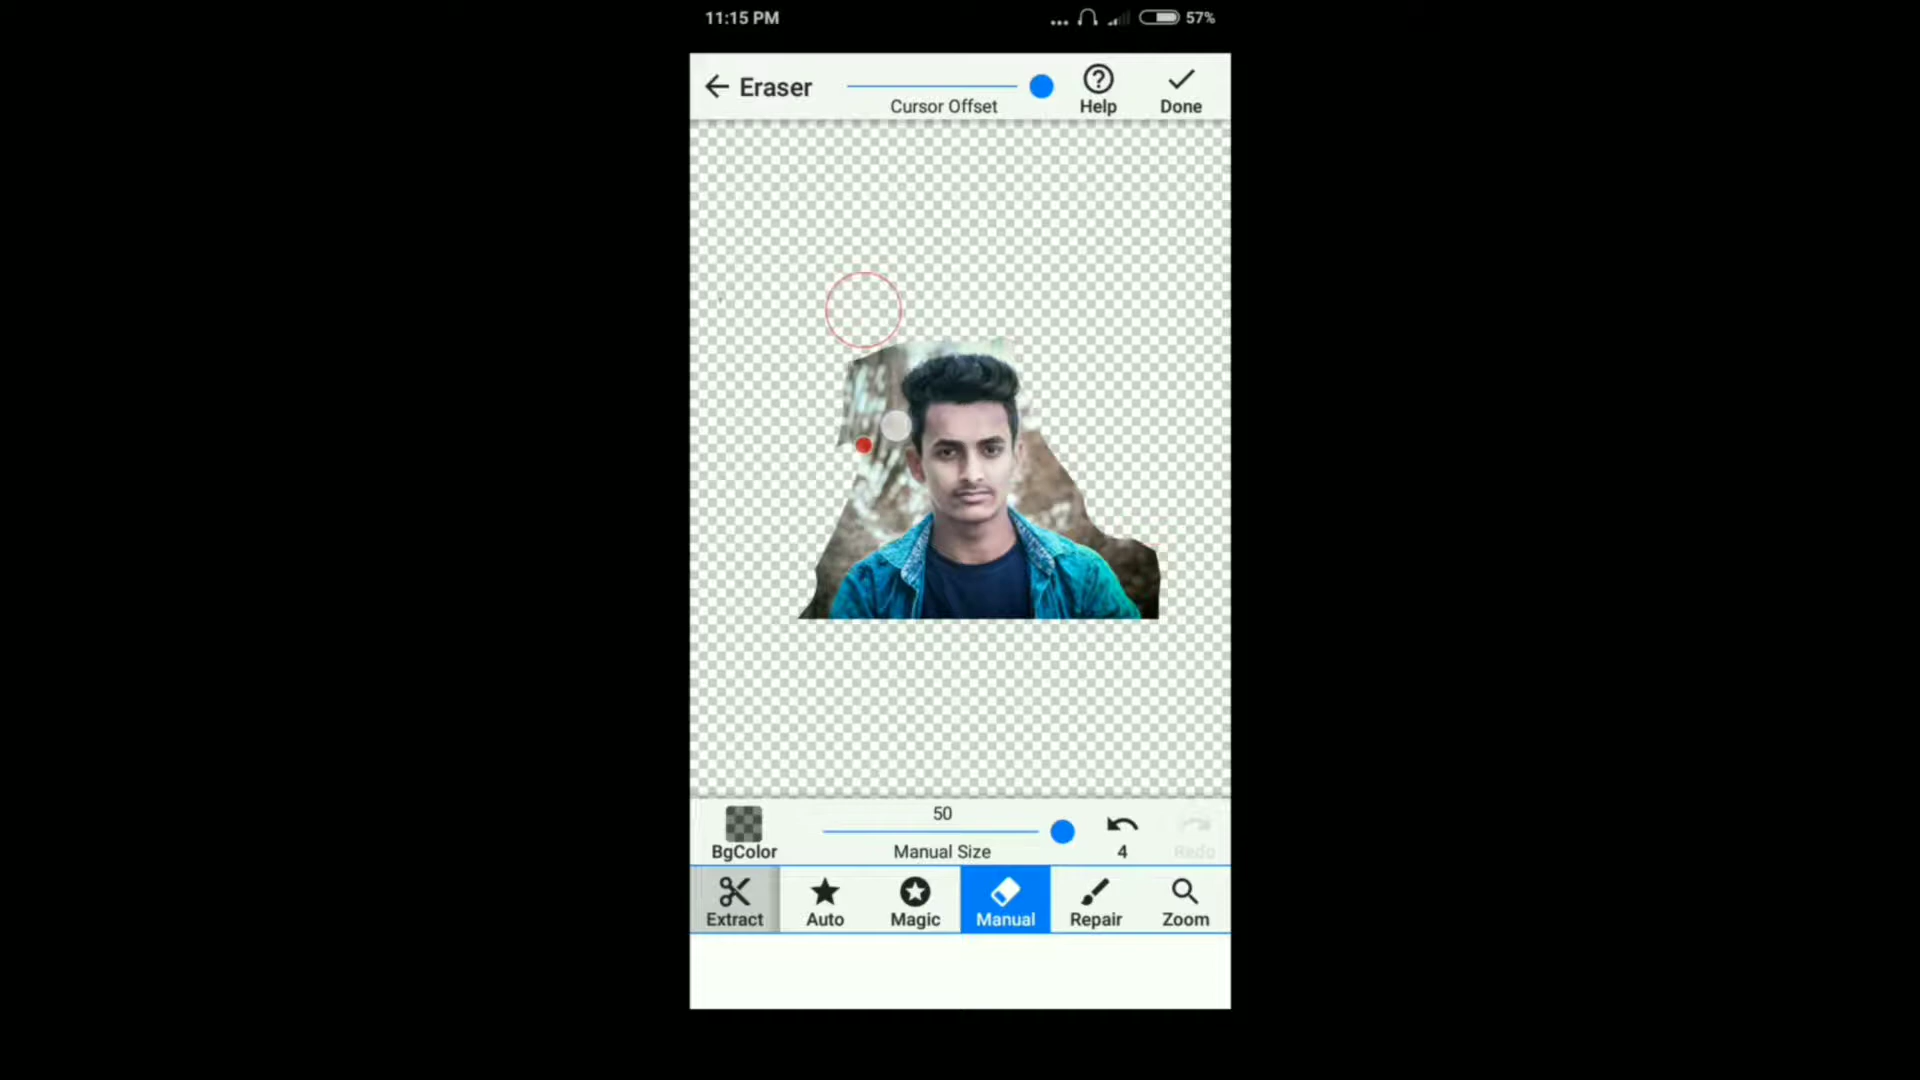 11:15 PM
57%
Eraser
Cursor Offset
Help
Done
50
BgColor
Manual Size
4
Redo
Extract
Auto
Magic
Manual
Repair
Zoom